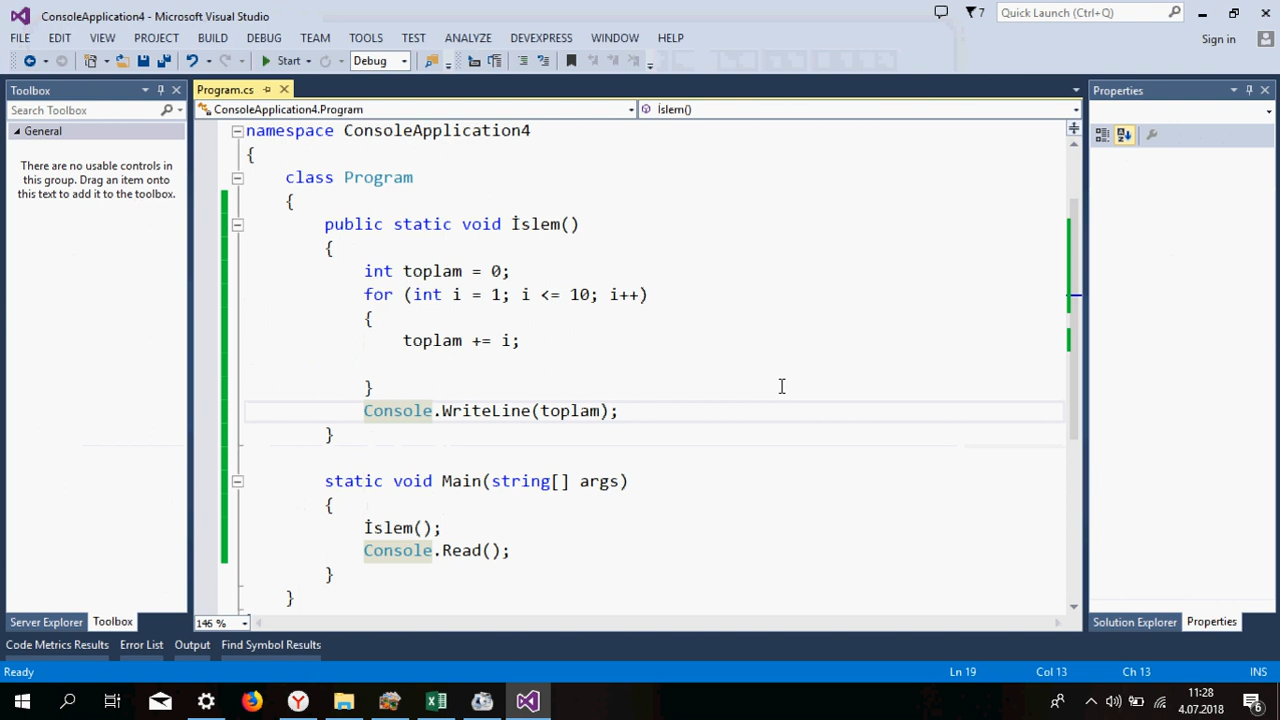 ConsoleApplication4 - Microsoft Visual Studio
7
Quick Launch (Ctrl+Q)
FILE EDIT VIEW PROJECT BUILD DEBUG TEAM TOOLS TEST ANALYZE DEVEXPRESS WINDOW HELP
Sign in
Start Debug
Toolbox
Search Toolbox
General
There are no usable controls in
this group. Drag an item onto
this text to add it to the toolbox.
Server Explorer Toolbox
Program.cs
ConsoleApplication4.Program İslem()
namespace ConsoleApplication4
{
class Program
{
public static void İslem()
{
int toplam = 0;
for (int i = 1; i <= 10; i++)
{
toplam += i;
}
Console.WriteLine(toplam);
}
static void Main(string[] args)
{
İslem();
Console.Read();
}
}
146 %
Properties
Solution Explorer Properties
Code Metrics Results Error List Output Find Symbol Results
Ready Ln 19 Col 13 Ch 13 INS
11:28
4.07.2018
6